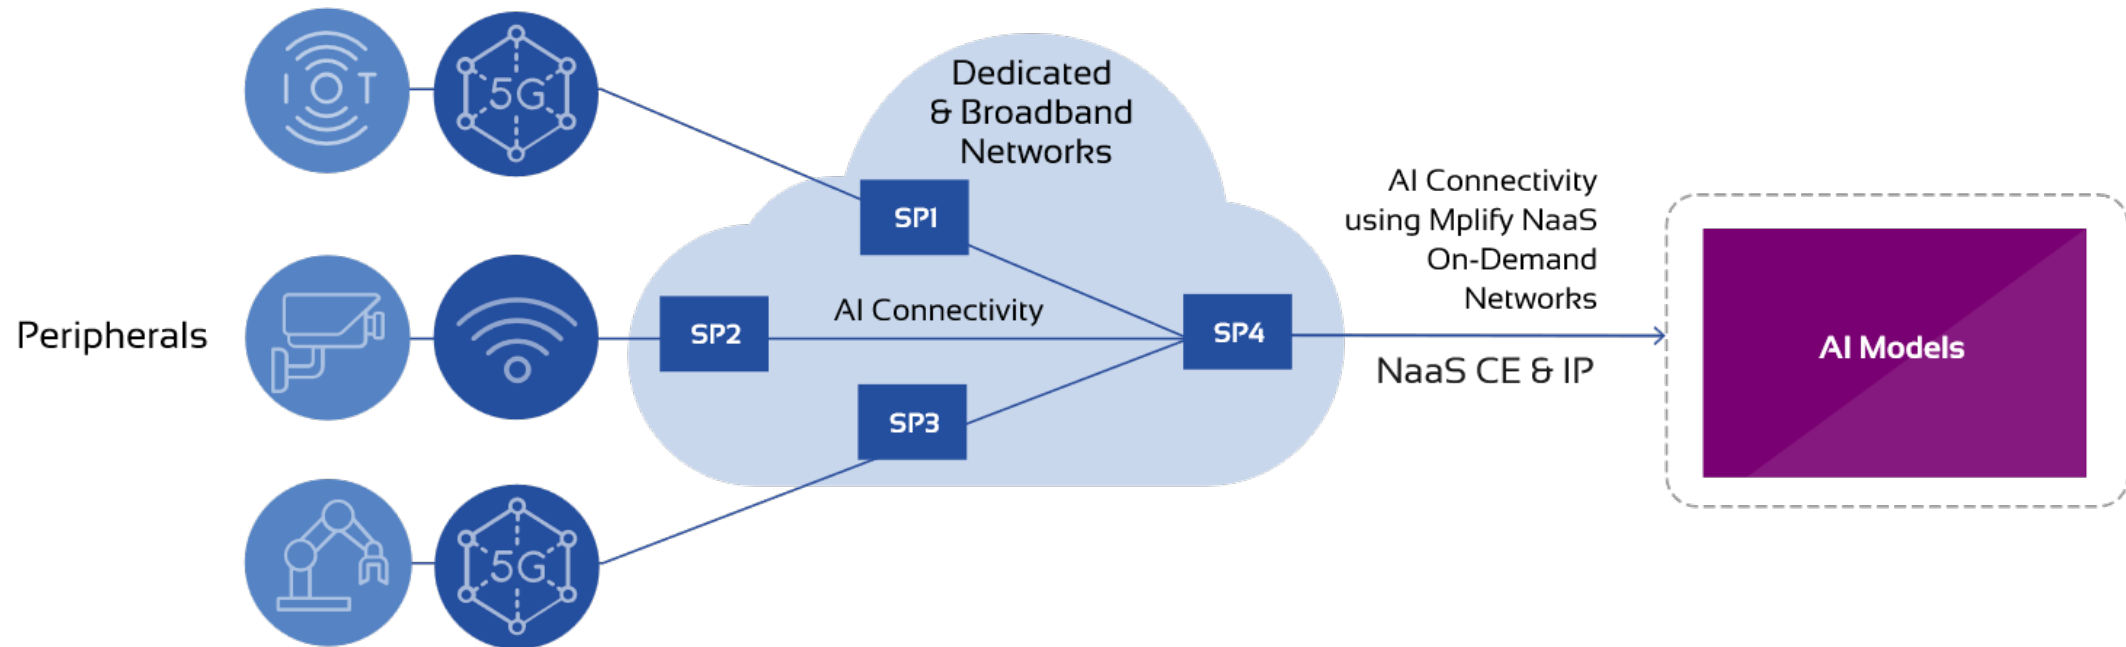 I O T
5G
Dedicated
& Broadband
Networks
SP1
AI Connectivity
using Mplify NaaS
On-Demand
Networks
Peripherals
SP2
AI Connectivity
SP4
NaaS CE & IP
AI Models
SP3
5G